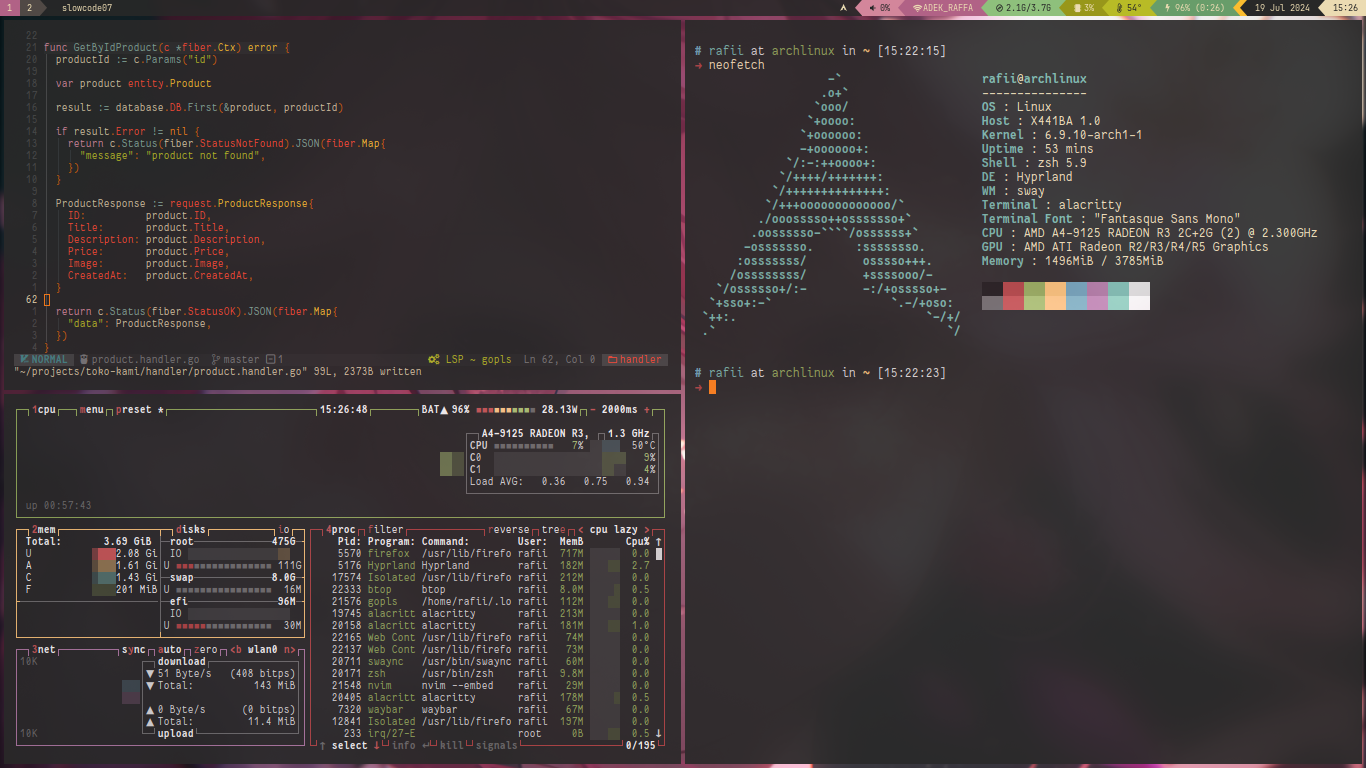 1 2 slowcode07 0% ADEK_RAFFA 2.1G/3.7G 3% 54° 96% (0:26) 19 Jul 2024 15:26
22
21 func GetByIdProduct(c *fiber.Ctx) error {
20 productId := c.Params("id")
19
18 var product entity.Product
17
16 result := database.DB.First(&product, productId)
15
14 if result.Error != nil {
13 return c.Status(fiber.StatusNotFound).JSON(fiber.Map{
12 "message": "product not found",
11 })
10 }
9
8 ProductResponse := request.ProductResponse{
7 ID: product.ID,
6 Title: product.Title,
5 Description: product.Description,
4 Price: product.Price,
3 Image: product.Image,
2 CreatedAt: product.CreatedAt,
1 }
62
1 return c.Status(fiber.StatusOK).JSON(fiber.Map{
2 "data": ProductResponse,
3 })
4 }
NORMAL product.handler.go master 1 LSP ~ gopls Ln 62, Col 0 handler
"~/projects/toko-kami/handler/product.handler.go" 99L, 2373B written
# rafii at archlinux in ~ [15:22:15]
→ neofetch
-`
.o+`
`ooo/
`+oooo:
`+oooooo:
-+oooooo+:
`/:-:++oooo+:
`/++++/+++++++:
`/++++++++++++++:
`/+++ooooooooooooo/`
./ooosssso++osssssso+`
.oossssso-````/ossssss+`
-osssssso. :ssssssso.
:osssssss/ osssso+++.
/ossssssss/ +ssssooo/-
`/ossssso+/:- -:/+osssso+-
`+sso+:-` `.-/+oso:
`++:. `-/+/
.` `/
rafii@archlinux
---------------
OS : Linux
Host : X441BA 1.0
Kernel : 6.9.10-arch1-1
Uptime : 53 mins
Shell : zsh 5.9
DE : Hyprland
WM : sway
Terminal : alacritty
Terminal Font : "Fantasque Sans Mono"
CPU : AMD A4-9125 RADEON R3 2C+2G (2) @ 2.300GHz
GPU : AMD ATI Radeon R2/R3/R4/R5 Graphics
Memory : 1496MiB / 3785MiB
# rafii at archlinux in ~ [15:22:23]
→
1cpu menu preset * 15:26:48 BAT▲ 96% 28.13W - 2000ms +
A4-9125 RADEON R3, 1.3 GHz
CPU 7% 50°C
C0 9%
C1 4%
Load AVG: 0.36 0.75 0.94
up 00:57:43
2mem
Total: 3.69 GiB
U 2.08 Gi
A 1.61 Gi
C 1.43 Gi
F 201 MiB
disks io
root 475G
IO
U 111G
swap 8.0G
U 16M
efi 96M
IO
U 30M
3net sync auto zero <b wlan0 n>
10K
download
▼ 51 Byte/s (408 bitps)
▼ Total: 143 MiB
▲ 0 Byte/s (0 bitps)
▲ Total: 11.4 MiB
10K
upload
4proc filter reverse tree < cpu lazy >
Pid: Program: Command: User: MemB Cpu% ↑
5570 firefox /usr/lib/firefo rafii 717M 0.0
5176 Hyprland Hyprland rafii 182M 2.7
17574 Isolated /usr/lib/firefo rafii 212M 0.0
22333 btop btop rafii 8.0M 0.5
21576 gopls /home/rafii/.lo rafii 112M 0.0
19745 alacritt alacritty rafii 213M 0.0
20158 alacritt alacritty rafii 181M 1.0
22165 Web Cont /usr/lib/firefo rafii 74M 0.0
22137 Web Cont /usr/lib/firefo rafii 73M 0.0
20711 swaync /usr/bin/swaync rafii 60M 0.0
20171 zsh /usr/bin/zsh rafii 9.8M 0.0
21548 nvim nvim --embed rafii 29M 0.0
20405 alacritt alacritty rafii 178M 0.5
7320 waybar waybar rafii 67M 0.0
12841 Isolated /usr/lib/firefo rafii 197M 0.0
233 irq/27-E root 0B 0.5 ↓
↑ select ↓ info ↵ kill signals 0/195